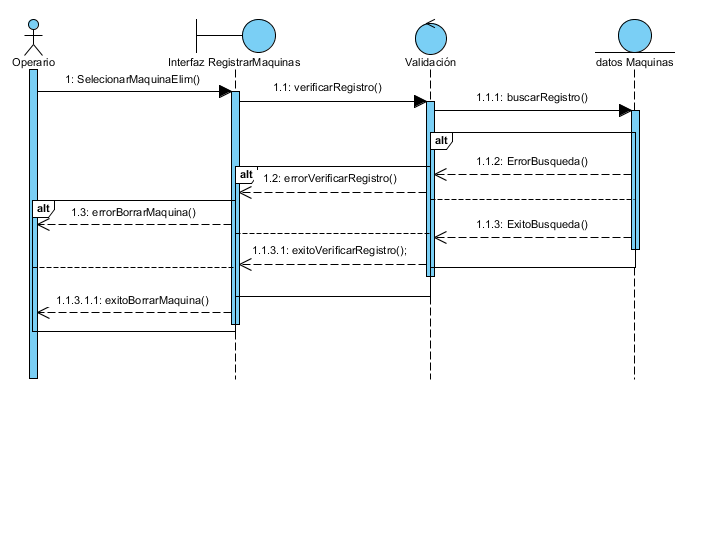 Operario
Interfaz RegistrarMaquinas
Validación
datos Maquinas
1: SelecionarMaquinaElim()
1.1: verificarRegistro()
1.1.1: buscarRegistro()
alt
1.1.2: ErrorBusqueda()
alt
1.2: errorVerificarRegistro()
alt
1.3: errorBorrarMaquina()
1.1.3: ExitoBusqueda()
1.1.3.1: exitoVerificarRegistro();
1.1.3.1.1: exitoBorrarMaquina()